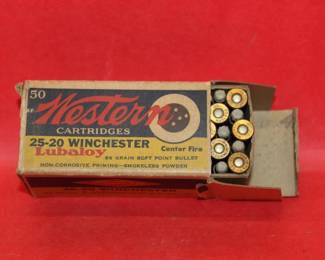 50
Western
CARTRIDGES
25-20 WINCHESTER
Lubaloy
Center Fire
86 GRAIN SOFT POINT BULLET
NON-CORROSIVE PRIMING—SMOKELESS POWDER